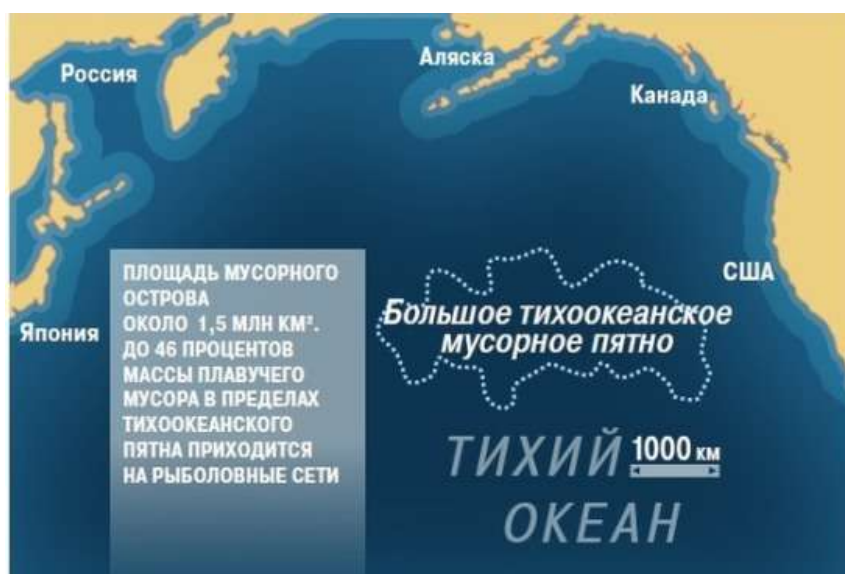 Россия
Аляска
Канада
США
Япония
ПЛОЩАДЬ МУСОРНОГО
ОСТРОВА
ОКОЛО 1,5 МЛН КМ².
ДО 46 ПРОЦЕНТОВ
МАССЫ ПЛАВУЧЕГО
МУСОРА В ПРЕДЕЛАХ
ТИХООКЕАНСКОГО
ПЯТНА ПРИХОДИТСЯ
НА РЫБОЛОВНЫЕ СЕТИ
Большое тихоокеанское
мусорное пятно
ТИХИЙ
1000 км
ОКЕАН